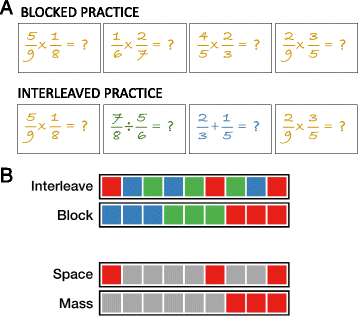 A
BLOCKED PRACTICE
5/9 x 1/8 = ? 1/6 x 2/7 = ? 4/5 x 2/3 = ? 2/9 x 3/5 = ?
INTERLEAVED PRACTICE
5/9 x 1/8 = ? 7/8 ÷ 5/6 = ? 2/3 + 1/5 = ? 2/9 x 3/5 = ?
B
Interleave
Block
Space
Mass